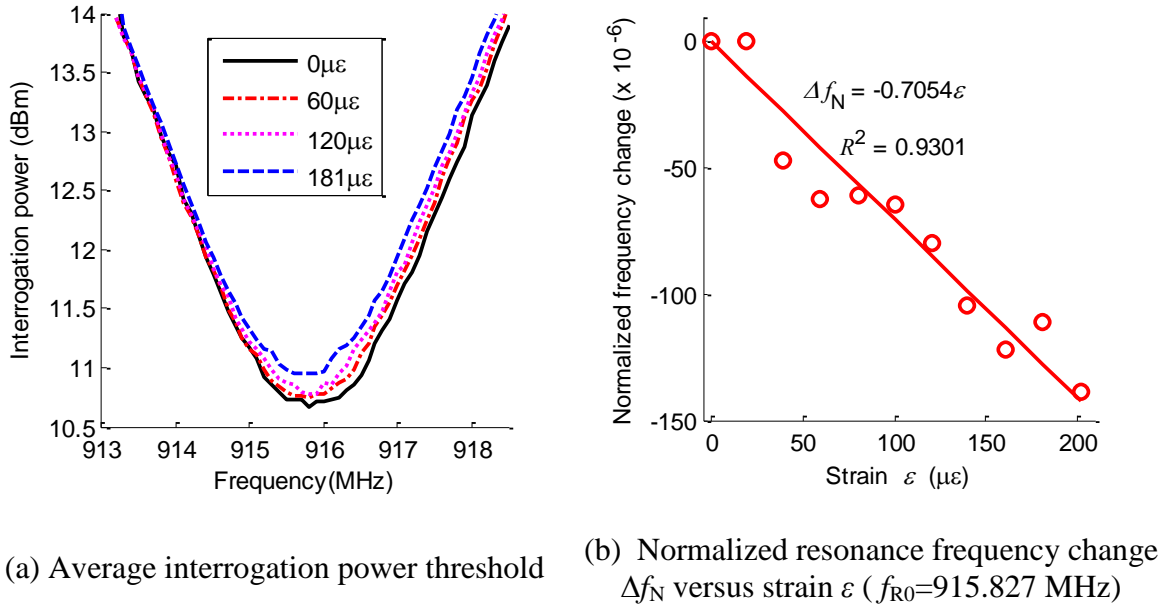 14
13.5
13
12.5
12
11.5
11
10.5
913
914
915
916
917
918
Interrogation power (dBm)
Frequency(MHz)
0με
60με
120με
181με
0
-50
-100
-150
0
50
100
150
200
Normalized frequency change (x 10^-6)
Strain ε (με)
Δf_N = -0.7054ε
R^2 = 0.9301
(a) Average interrogation power threshold
(b) Normalized resonance frequency change
Δf_N versus strain ε ( f_R0=915.827 MHz)